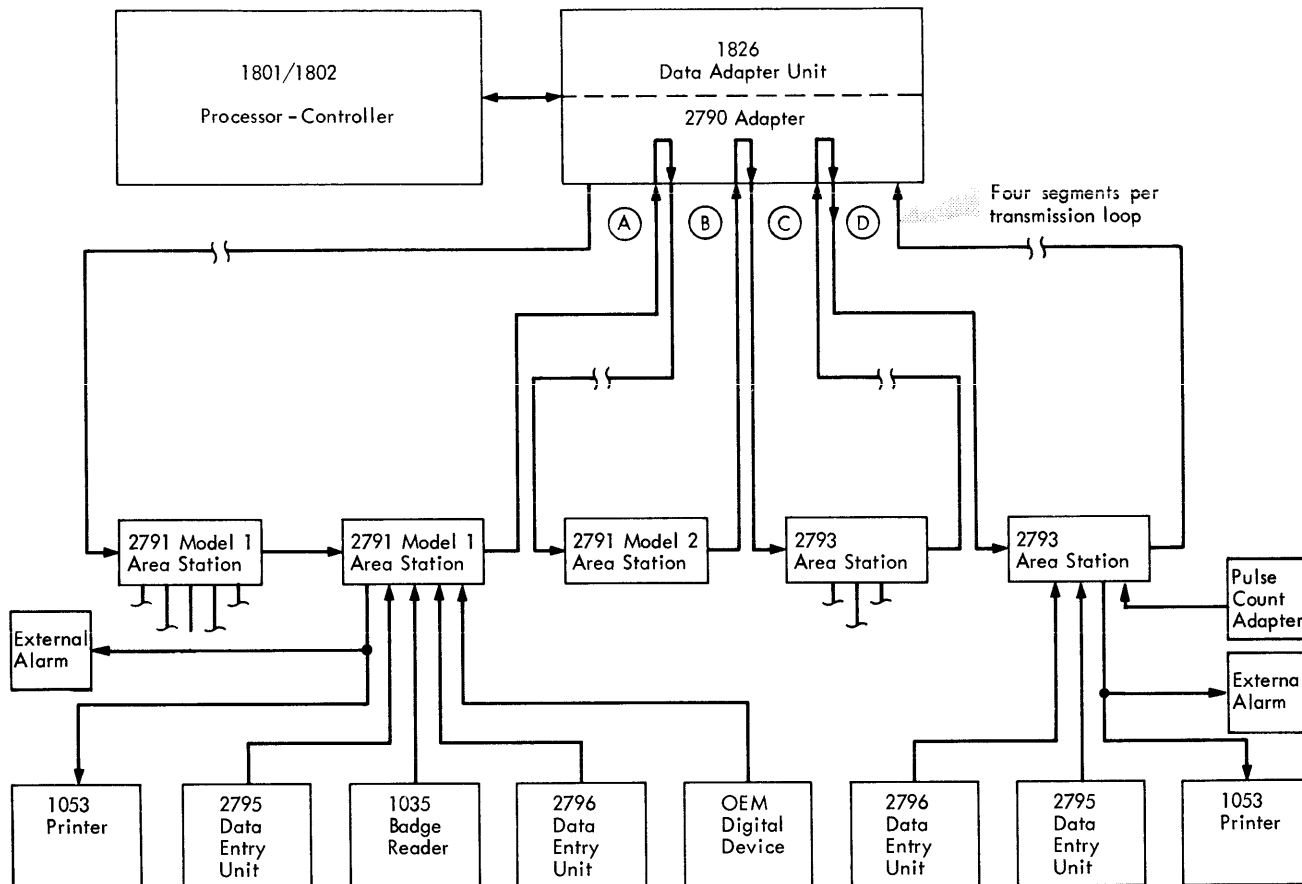 1801/1802
Processor-Controller
1826
Data Adapter Unit
2790 Adapter
A
B
C
D
Four segments per
transmission loop
2791 Model 1
Area Station
2791 Model 1
Area Station
2791 Model 2
Area Station
2793
Area Station
2793
Area Station
Pulse
Count
Adapter
External
Alarm
Externa
Alarm
1053
Printer
2795
Data
Entry
Unit
1035
Badge
Reader
2796
Data
Entry
Unit
OEM
Digital
Device
2796
Data
Entry
Unit
2795
Data
Entry
Unit
1053
Printer